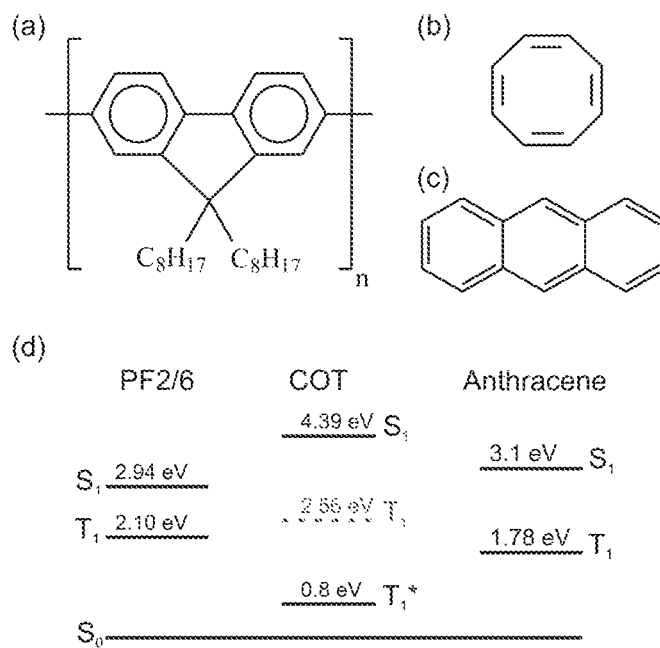 (a)
C₈H₁₇ C₈H₁₇
n
(b)
(c)
(d)
PF2/6 COT Anthracene
4.39 eV S₁
3.1 eV S₁
S₁ 2.94 eV
2.56 eV T₁
T₁ 2.10 eV
1.78 eV T₁
0.8 eV T₁*
S₀